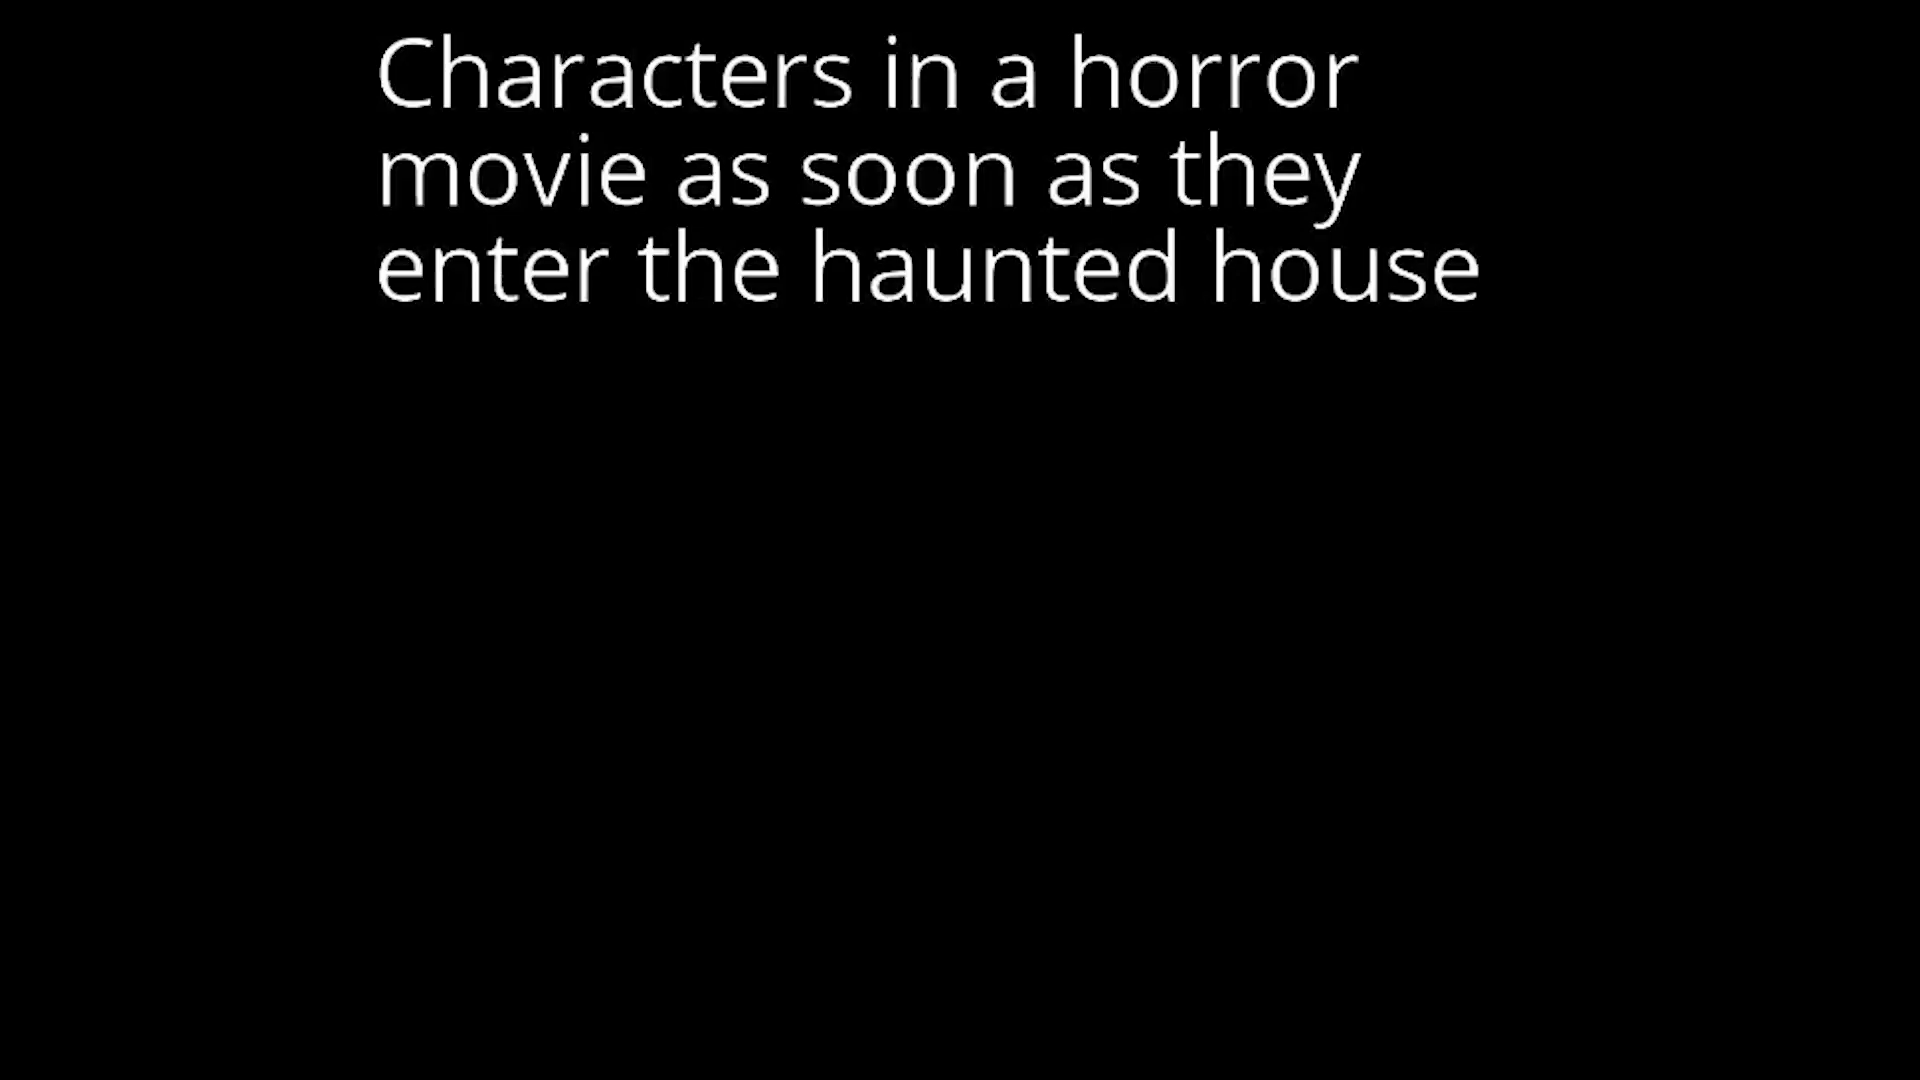 Characters in a horror
movie as soon as they
enter the haunted house